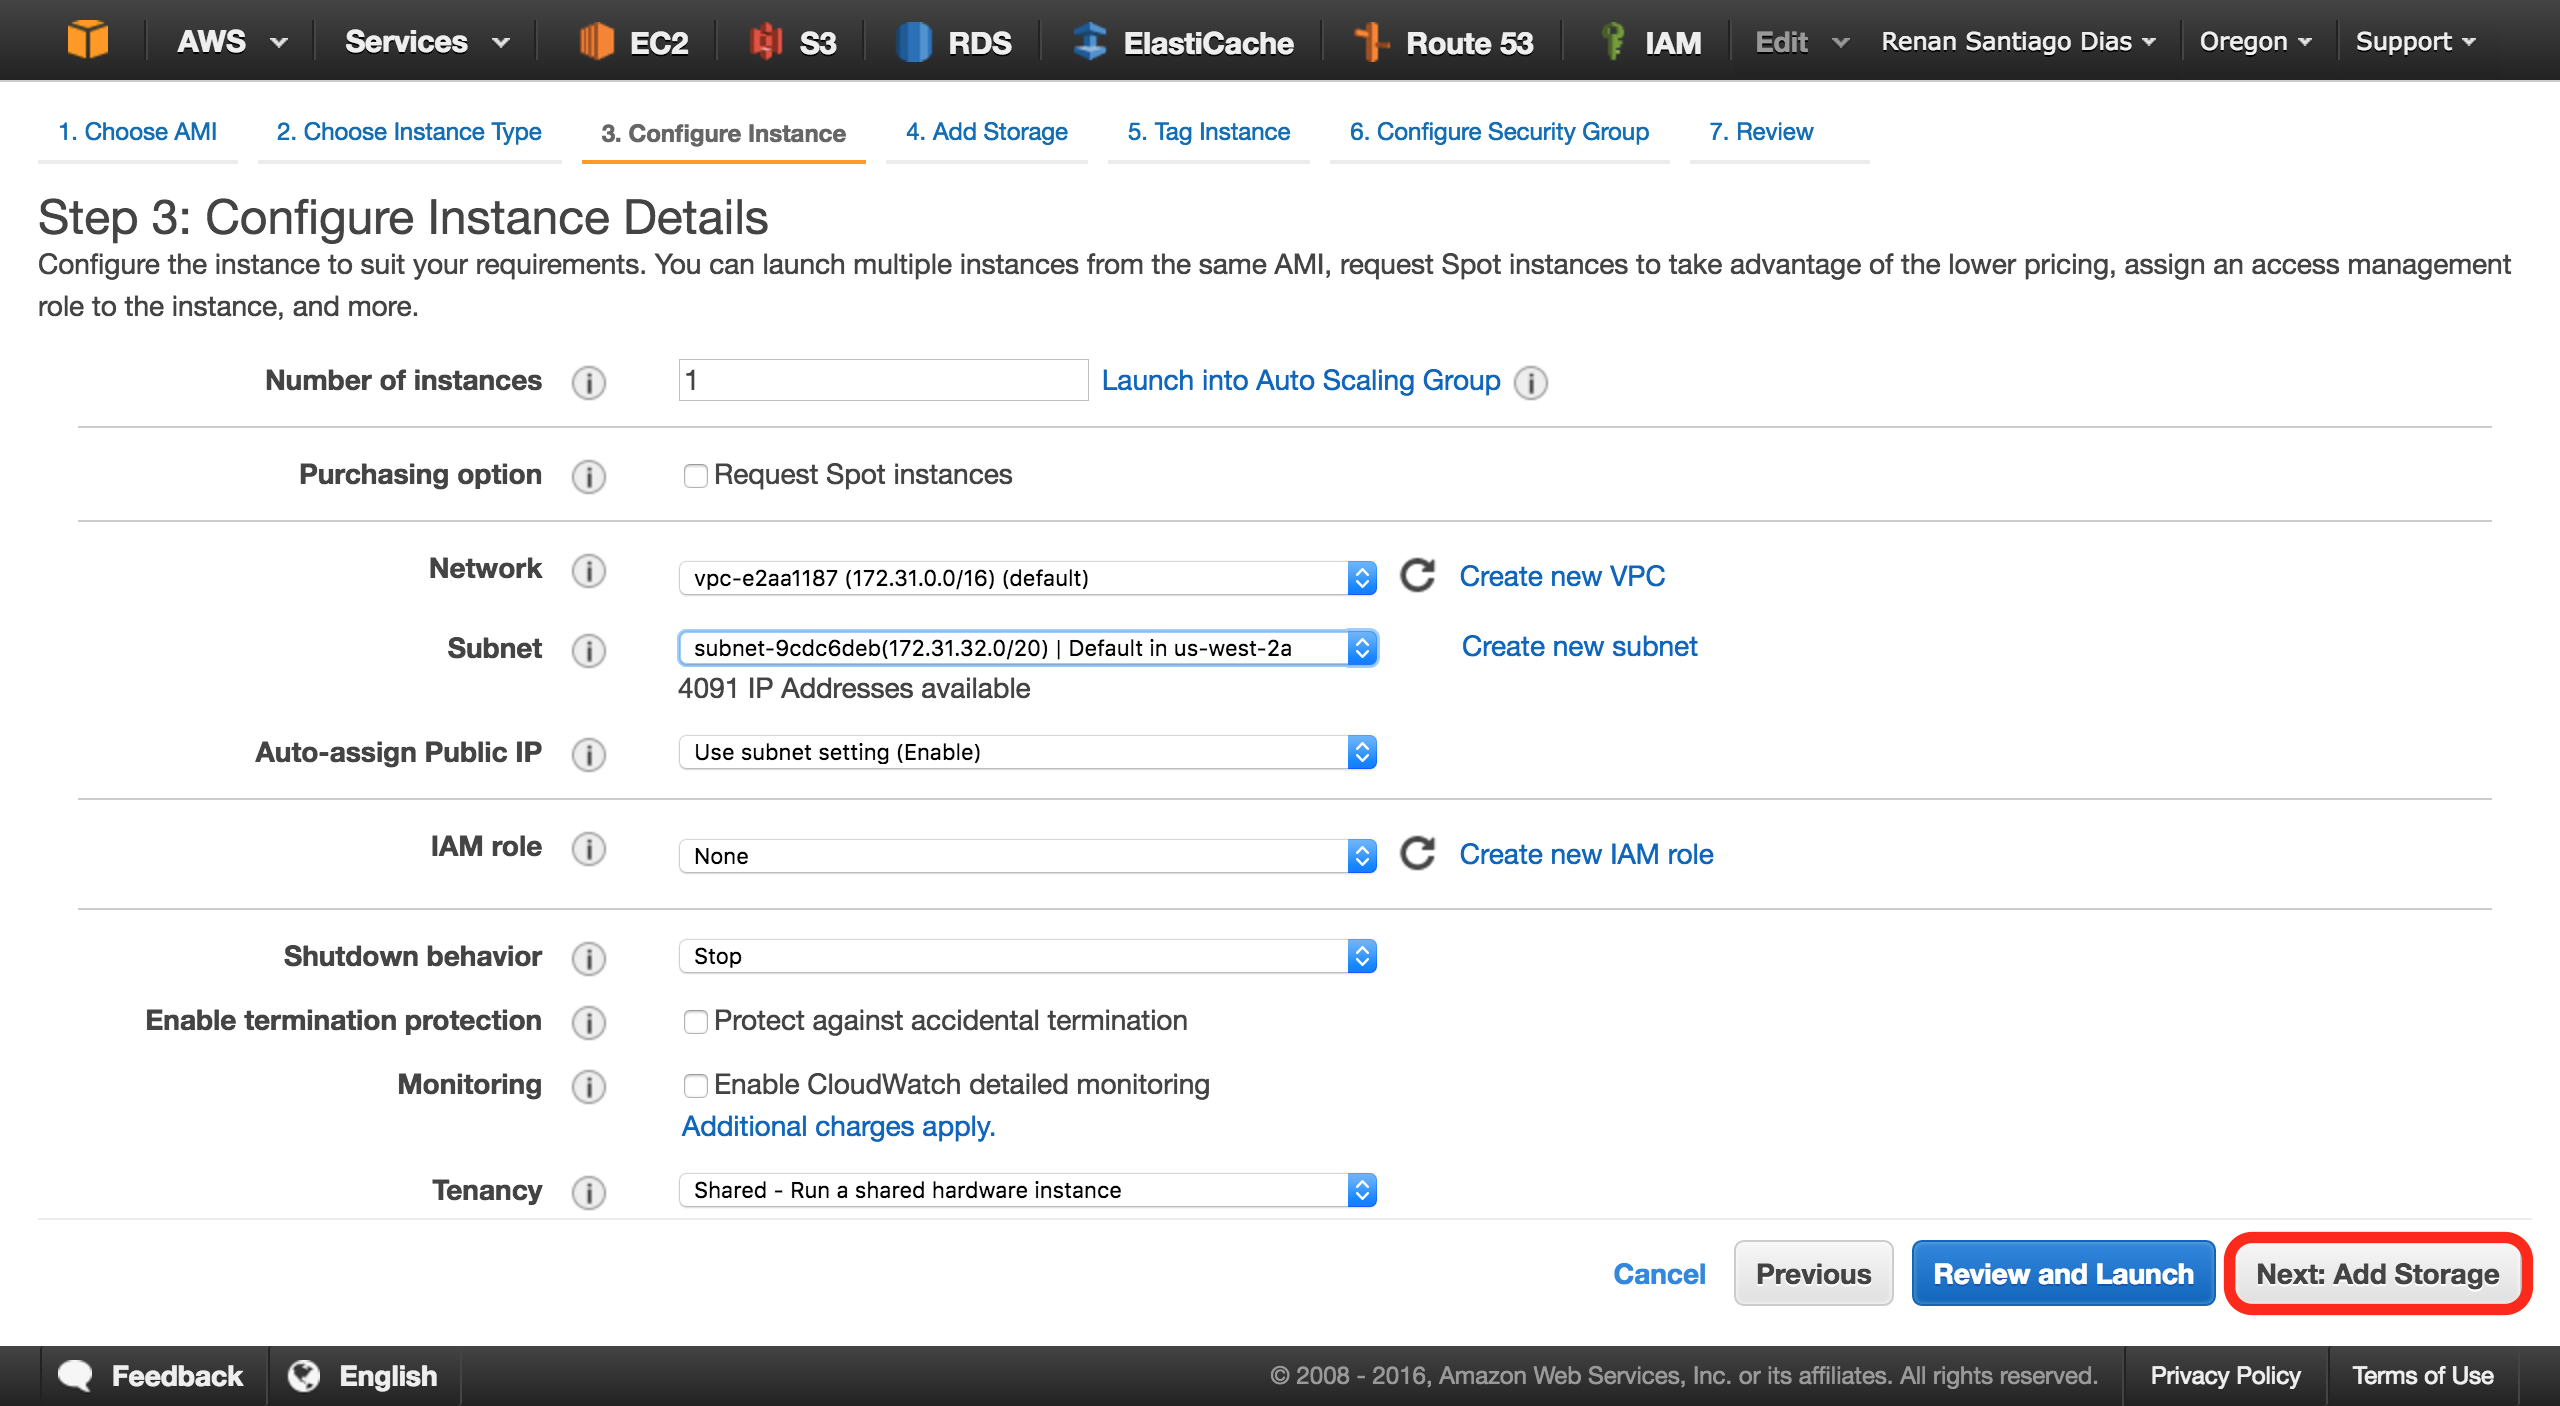 AWS Services EC2 S3 RDS ElastiCache Route 53 IAM Edit Renan Santiago Dias Oregon Support
1. Choose AMI 2. Choose Instance Type 3. Configure Instance 4. Add Storage 5. Tag Instance 6. Configure Security Group 7. Review
Step 3: Configure Instance Details
Configure the instance to suit your requirements. You can launch multiple instances from the same AMI, request Spot instances to take advantage of the lower pricing, assign an access management
role to the instance, and more.
Number of instances 1 Launch into Auto Scaling Group
Purchasing option Request Spot instances
Network vpc-e2aa1187 (172.31.0.0/16) (default) Create new VPC
Subnet subnet-9cdc6deb(172.31.32.0/20) | Default in us-west-2a Create new subnet
4091 IP Addresses available
Auto-assign Public IP Use subnet setting (Enable)
IAM role None Create new IAM role
Shutdown behavior Stop
Enable termination protection Protect against accidental termination
Monitoring Enable CloudWatch detailed monitoring
Additional charges apply.
Tenancy Shared - Run a shared hardware instance
Cancel Previous Review and Launch Next: Add Storage
Feedback English © 2008 - 2016, Amazon Web Services, Inc. or its affiliates. All rights reserved. Privacy Policy Terms of Use